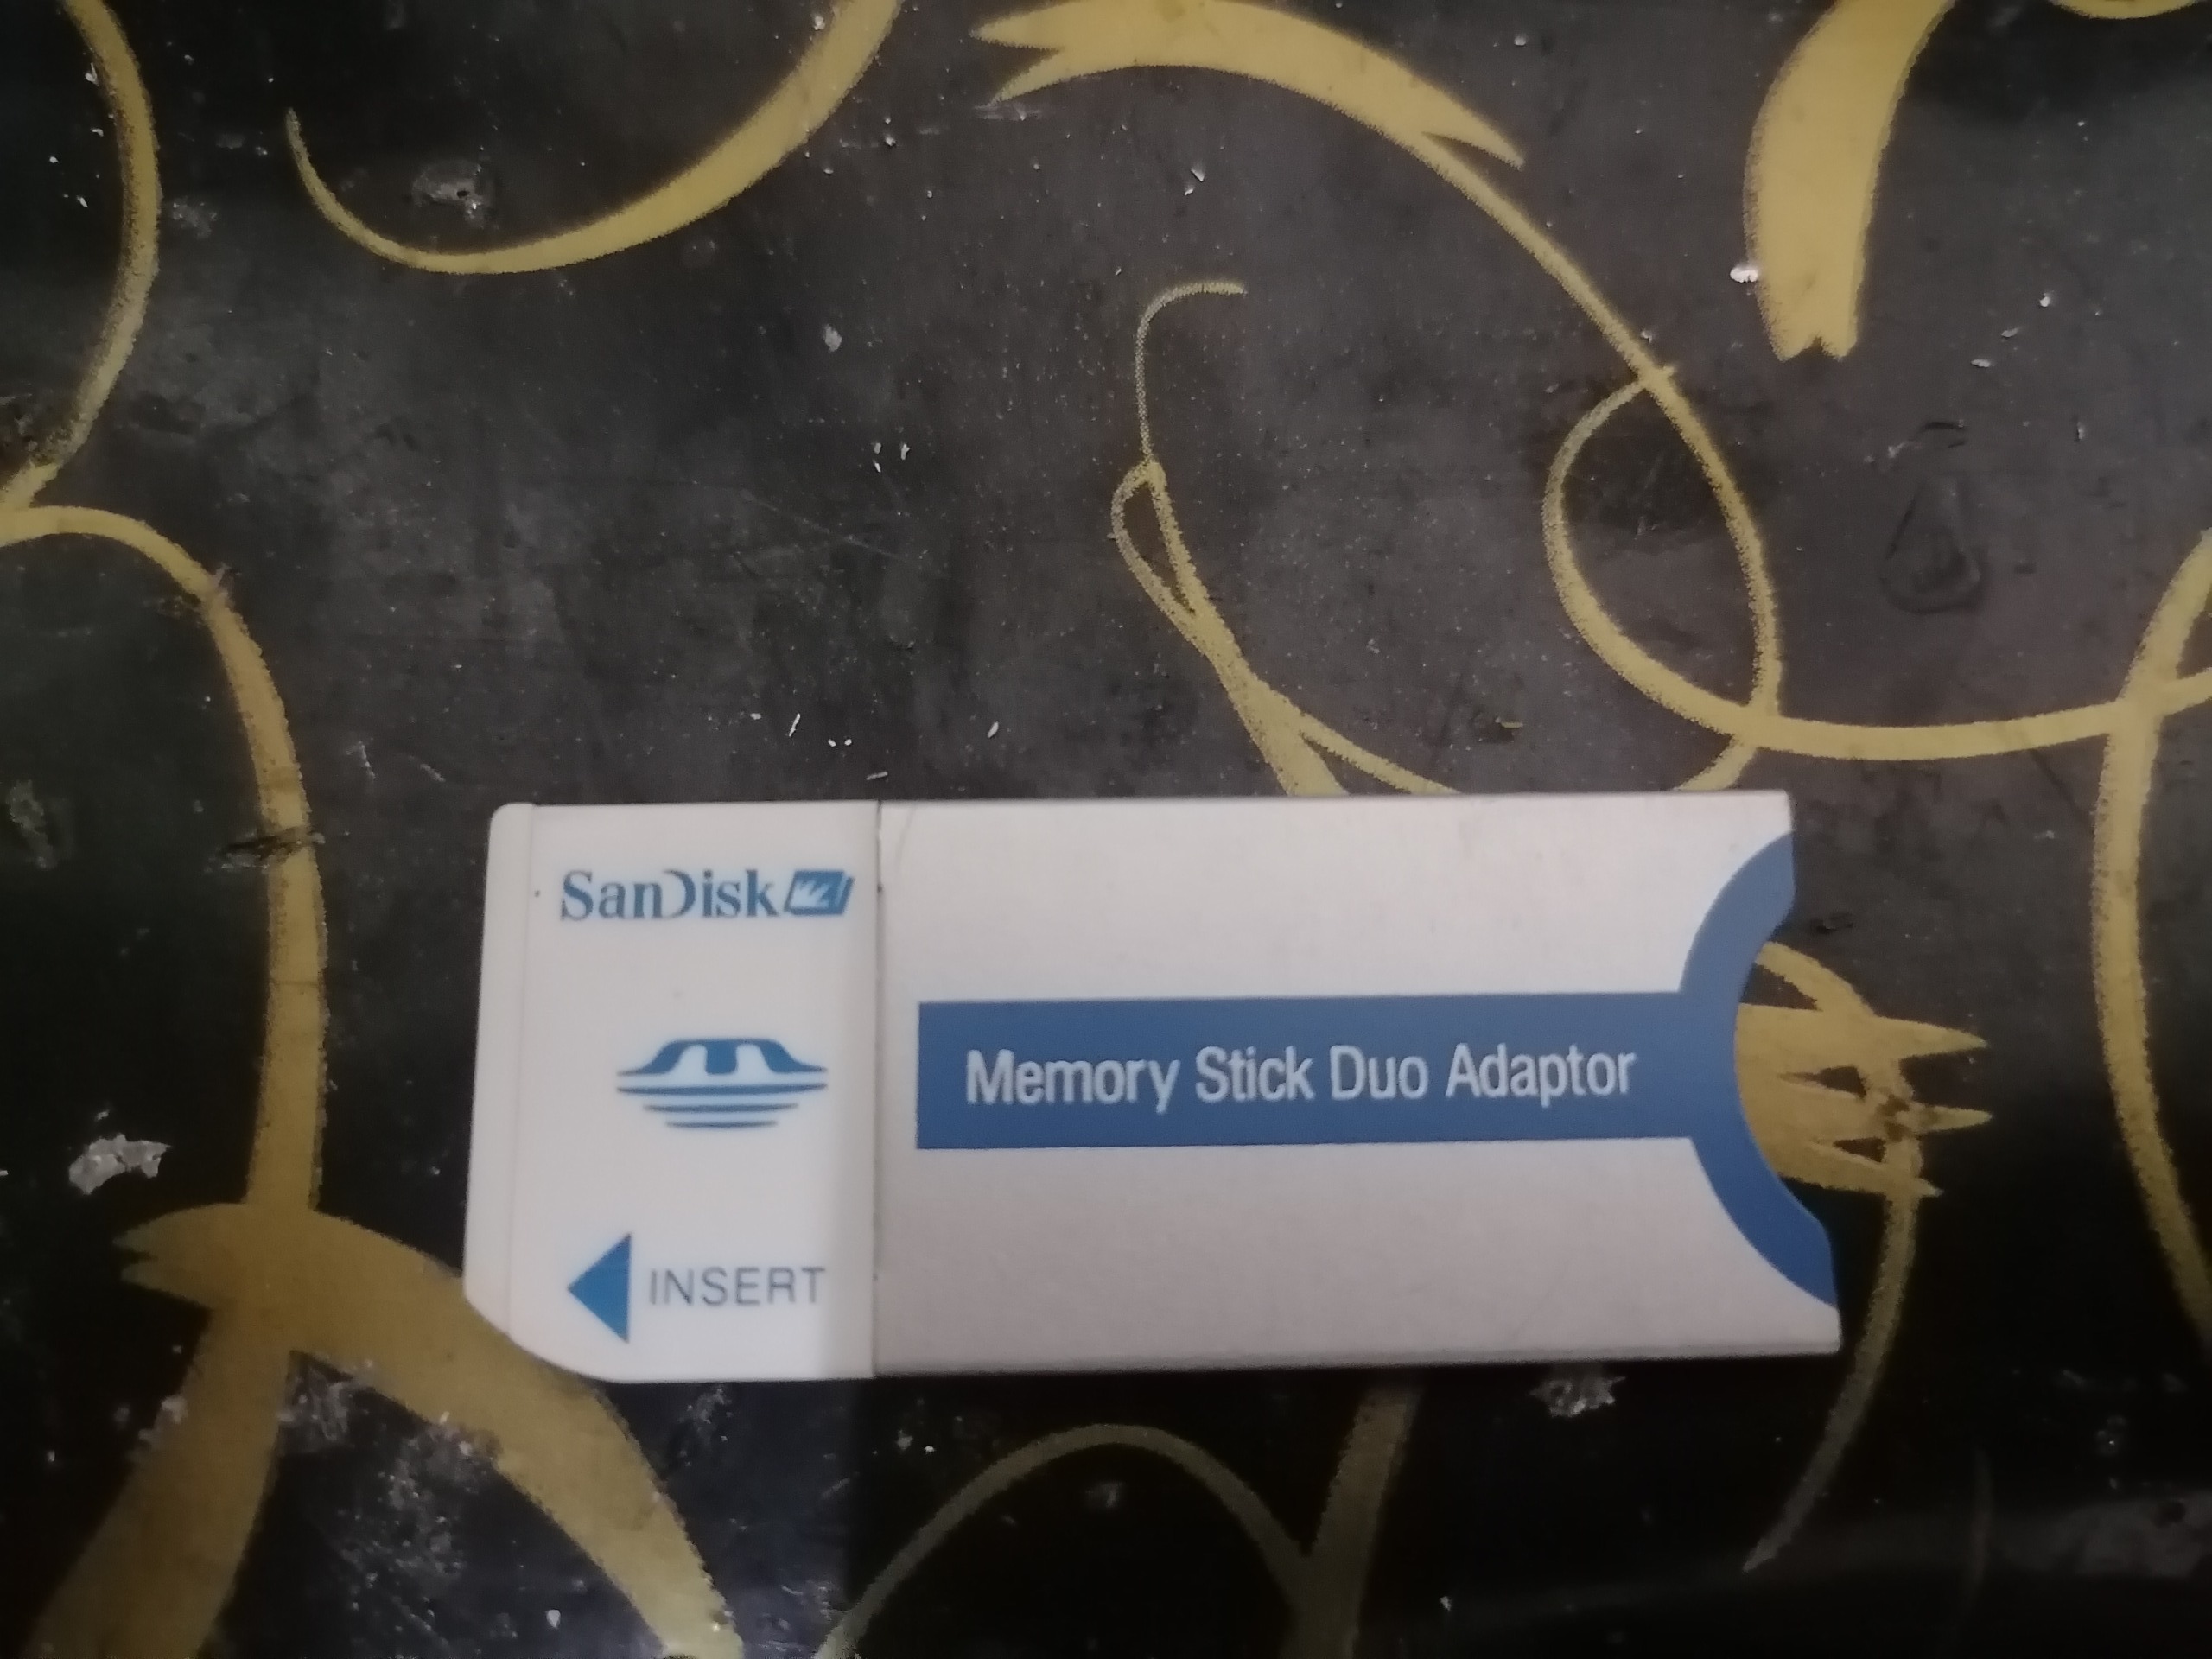 SanDisk
Memory Stick Duo Adaptor
INSERT